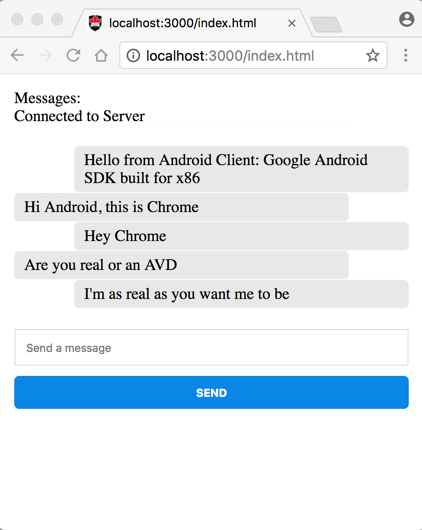 localhost:3000/index.html
localhost:3000/index.html
Messages:
Connected to Server
Hello from Android Client: Google Android
SDK built for x86
Hi Android, this is Chrome
Hey Chrome
Are you real or an AVD
I'm as real as you want me to be
Send a message
SEND